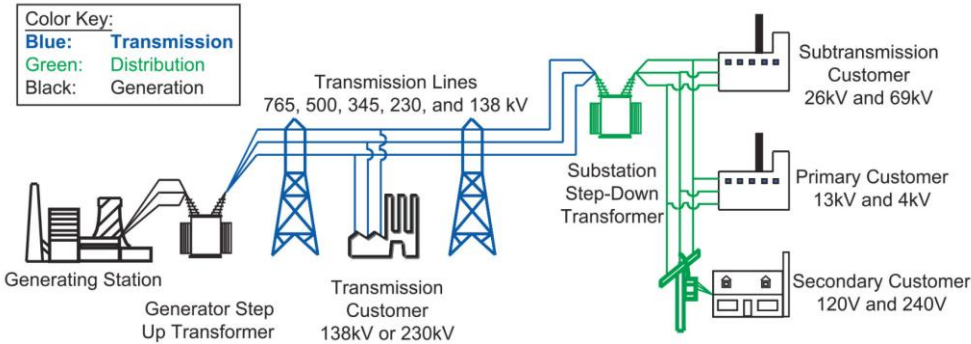 Color Key:
Blue: Transmission
Green: Distribution
Black: Generation
Transmission Lines
765, 500, 345, 230, and 138 kV
Subtransmission
Customer
26kV and 69kV
Substation
Step-Down
Transformer
Primary Customer
13kV and 4kV
Generating Station
Generator Step
Up Transformer
Transmission
Customer
138kV or 230kV
Secondary Customer
120V and 240V